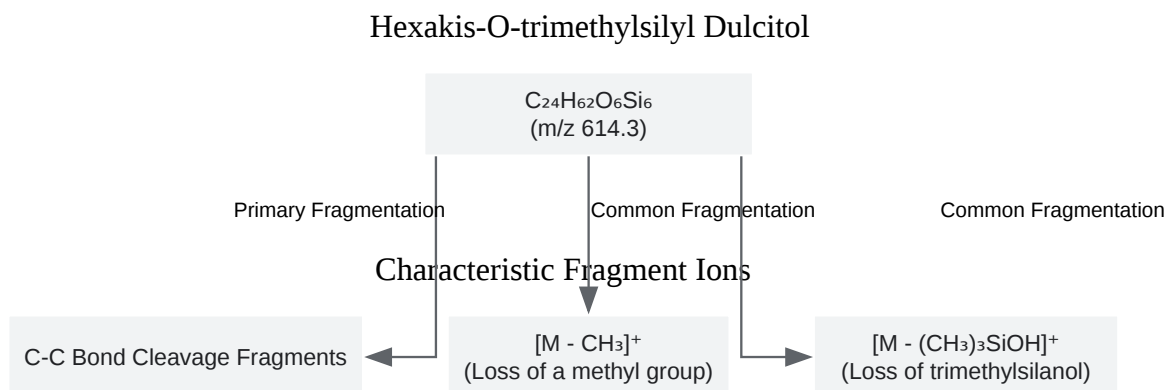 Hexakis-O-trimethylsilyl Dulcitol
C₂₄H₆₂O₆Si₆
(m/z 614.3)
Primary Fragmentation
Common Fragmentation
Common Fragmentation
Characteristic Fragment Ions
C-C Bond Cleavage Fragments
[M - CH₃]⁺
(Loss of a methyl group)
[M - (CH₃)₃SiOH]⁺
(Loss of trimethylsilanol)